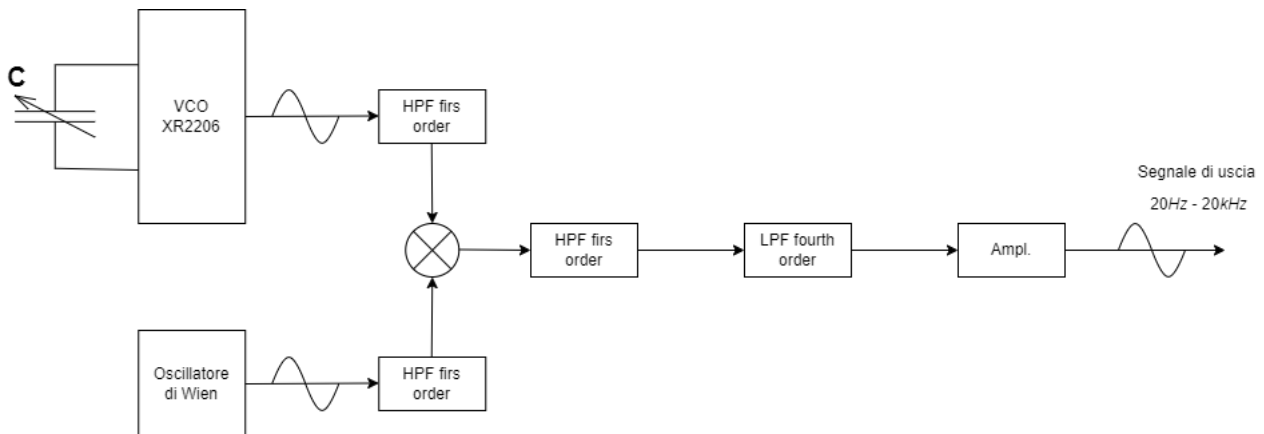 C
VCO
XR2206
HPF firs
order
Segnale di uscia
20Hz - 20kHz
HPF firs
order
LPF fourth
order
Ampl.
Oscillatore
di Wien
HPF firs
order